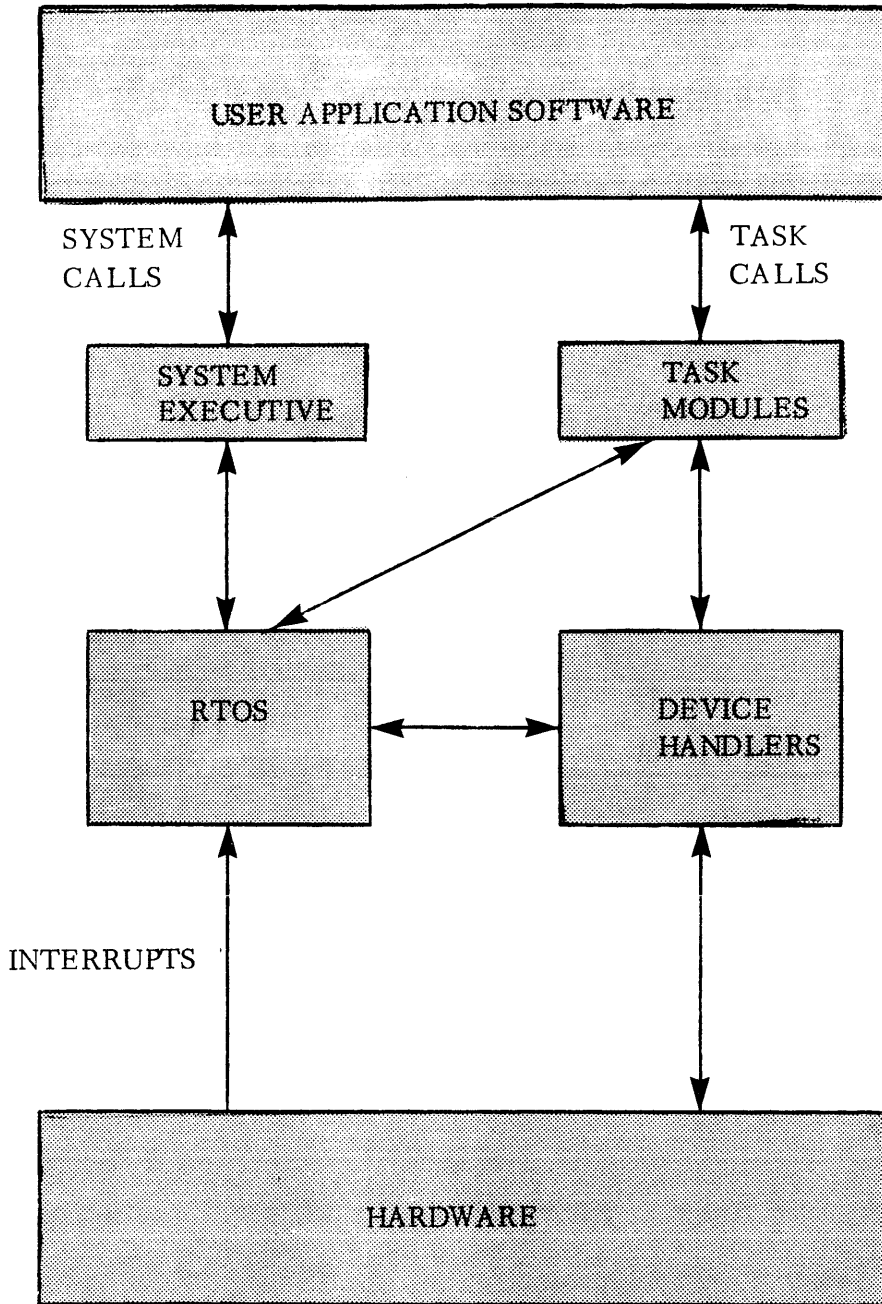 USER APPLICATION SOFTWARE
SYSTEM
CALLS
TASK
CALLS
SYSTEM
EXECUTIVE
TASK
MODULES
RTOS
DEVICE
HANDLERS
INTERRUPTS
HARDWARE